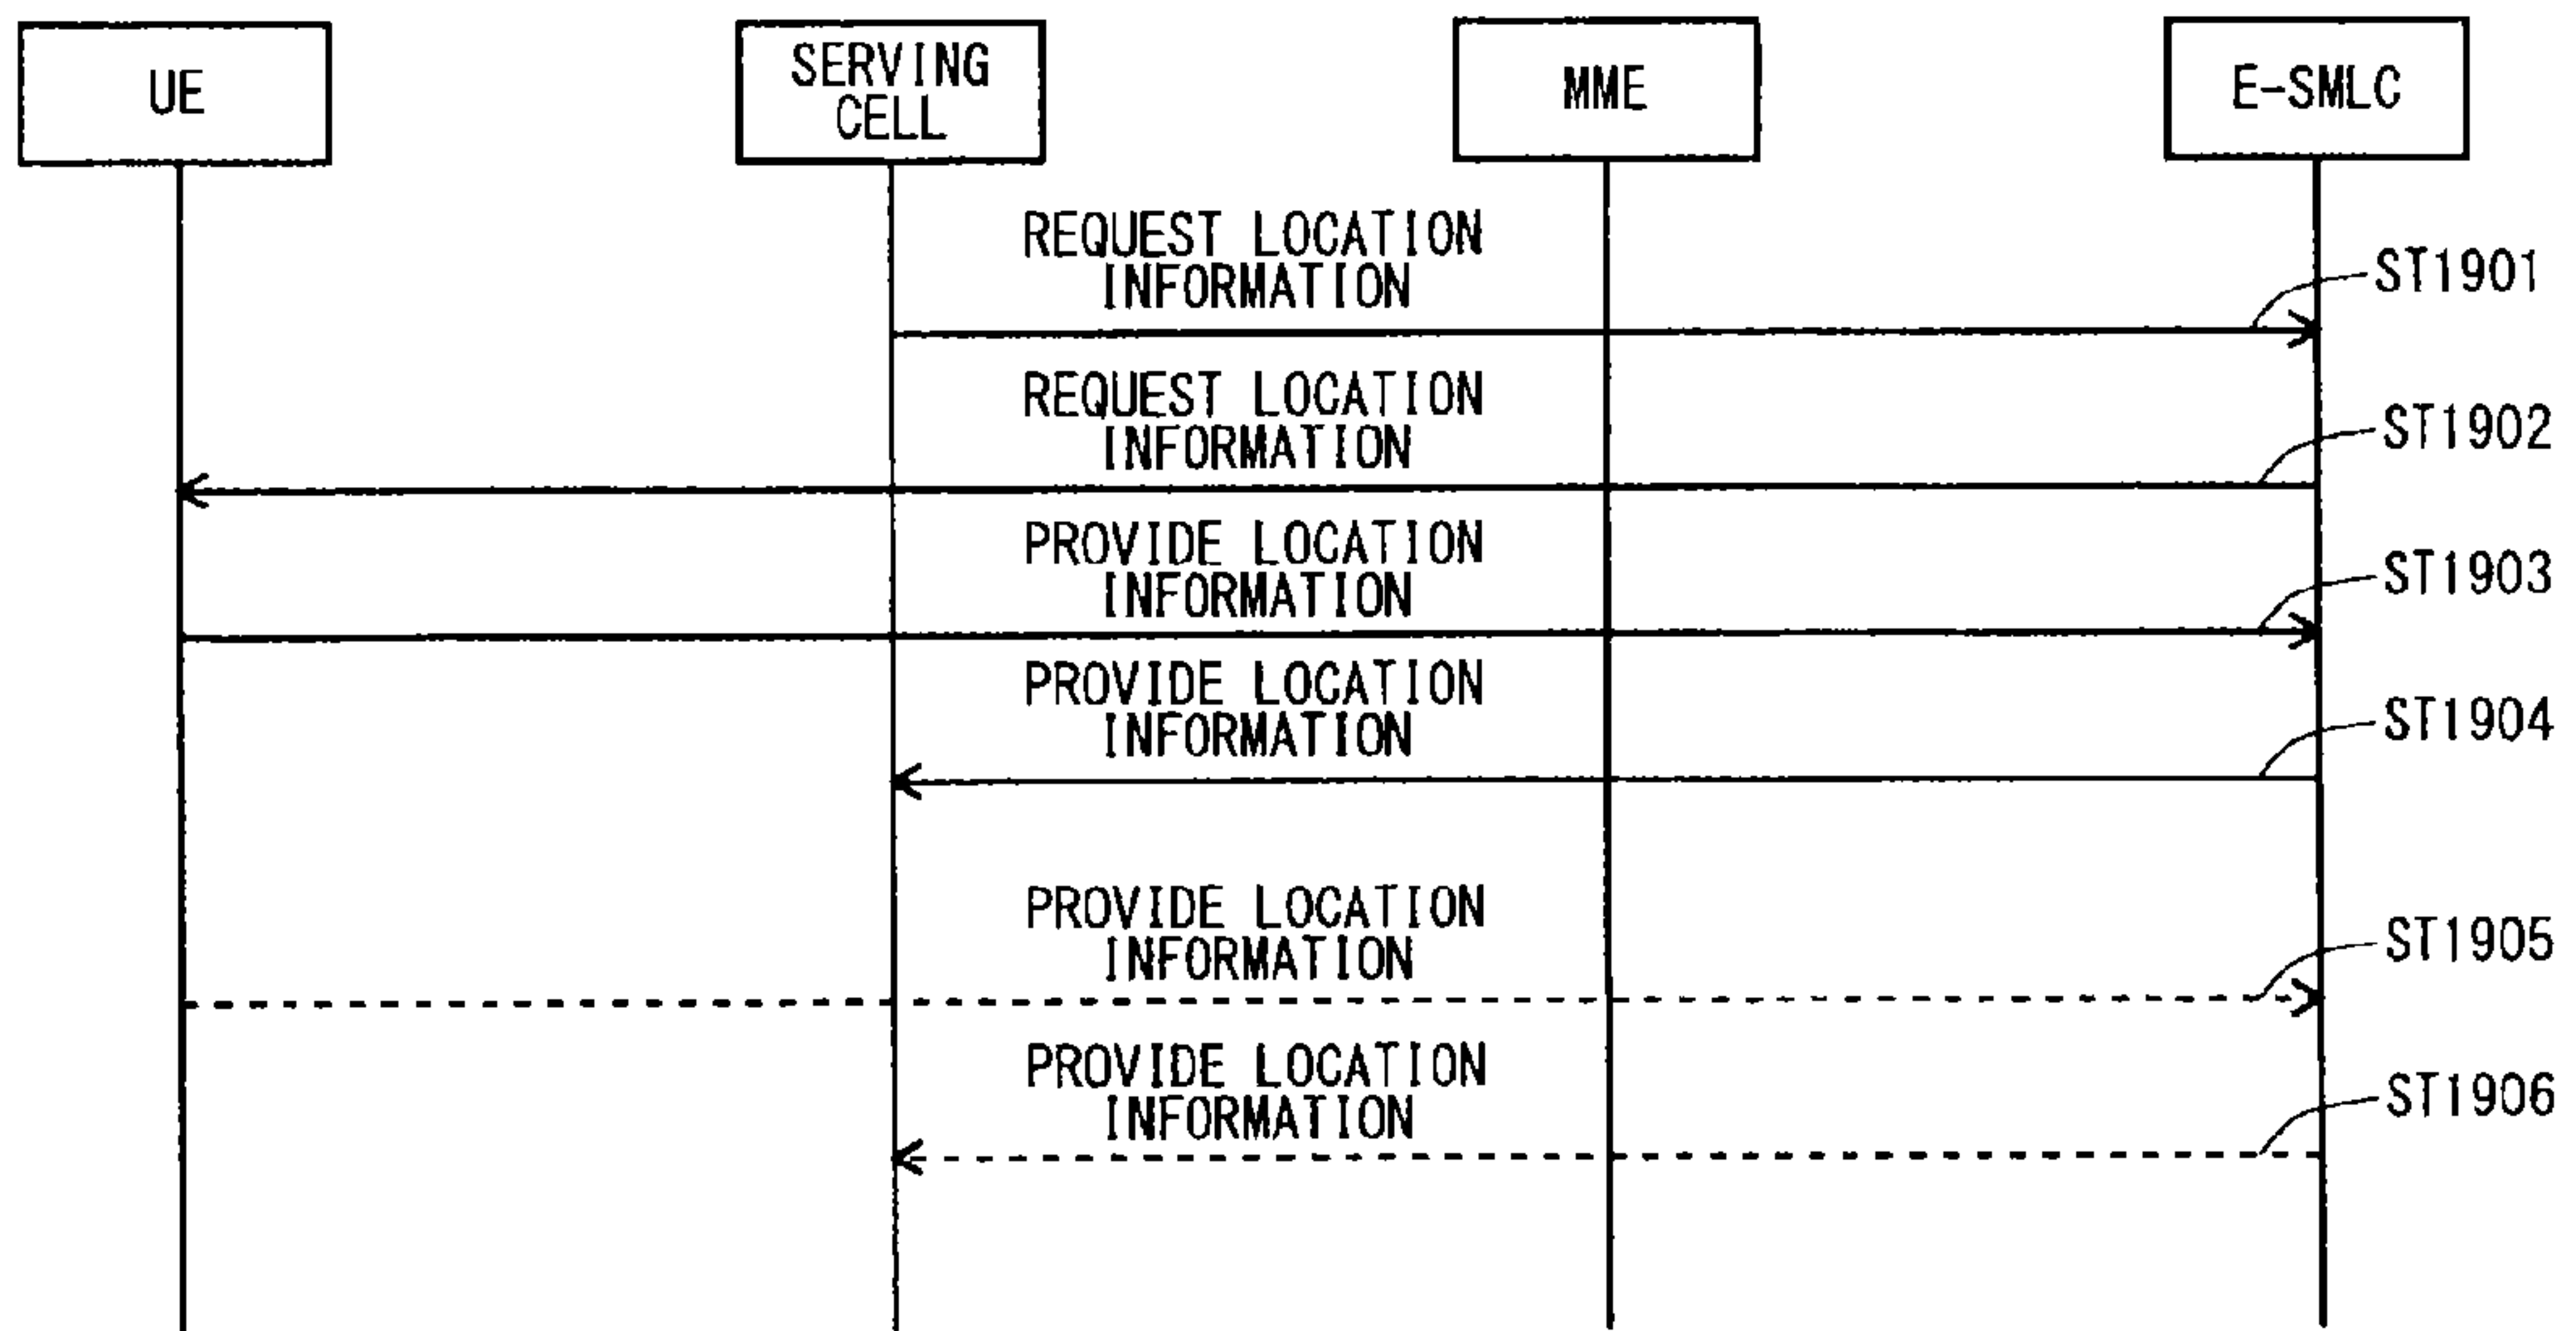 UE
SERVING
CELL
MME
E-SMLC
REQUEST LOCATION
INFORMATION
ST1901
REQUEST LOCATION
INFORMATION
ST1902
PROVIDE LOCATION
INFORMATION
ST1903
PROVIDE LOCATION
INFORMATION
ST1904
PROVIDE LOCATION
INFORMATION
ST1905
PROVIDE LOCATION
INFORMATION
ST1906